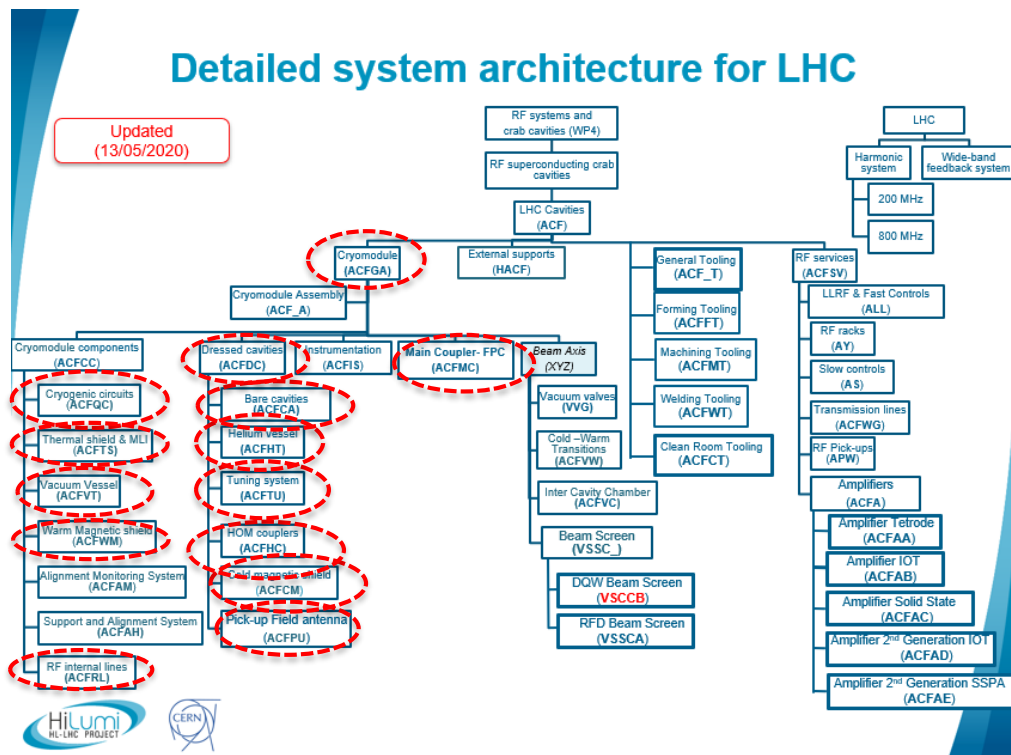 Detailed system architecture for LHC
Updated
(13/05/2020)
RF systems and
crab cavities (WP4)
RF superconducting crab
cavities
LHC Cavities
(ACF)
LHC
Harmonic
system
Wide-band
feedback system
200 MHz
800 MHz
Cryomodule
(ACFGA)
External supports
(HACF)
General Tooling
(ACF_T)
RF services
(ACFSV)
Cryomodule Assembly
(ACF_A)
Forming Tooling
(ACFFT)
Machining Tooling
(ACFMT)
Welding Tooling
(ACFWT)
Clean Room Tooling
(ACFCT)
LLRF & Fast Controls
(ALL)
RF racks
(AY)
Slow controls
(AS)
Transmission lines
(ACFWG)
RF Pick-ups
(APW)
Amplifiers
(ACFA)
Amplifier Tetrode
(ACFAA)
Amplifier IOT
(ACFAB)
Amplifier Solid State
(ACFAC)
Amplifier 2nd Generation IOT
(ACFAD)
Amplifier 2nd Generation SSPA
(ACFAE)
Cryomodule components
(ACFCC)
Dressed cavities
(ACFDC)
Instrumentation
(ACFIS)
Main Coupler- FPC
(ACFMC)
Beam Axis
(XYZ)
Cryogenic circuits
(ACFQC)
Thermal shield & MLI
(ACFTS)
Vacuum Vessel
(ACFVT)
Warm Magnetic shield
(ACFWM)
Alignment Monitoring System
(ACFAM)
Support and Alignment System
(ACFAH)
RF internal lines
(ACFRL)
Bare cavities
(ACFCA)
Helium vessel
(ACFHT)
Tuning system
(ACFTU)
HOM couplers
(ACFHC)
Cold magnetic shield
(ACFCM)
Pick-up Field antenna
(ACFPU)
Vacuum valves
(VVG)
Cold –Warm
Transitions
(ACFVW)
Inter Cavity Chamber
(ACFVC)
Beam Screen
(VSSC_)
DQW Beam Screen
(VSCCB)
RFD Beam Screen
(VSSCA)
HiLumi
HL-LHC PROJECT
CERN